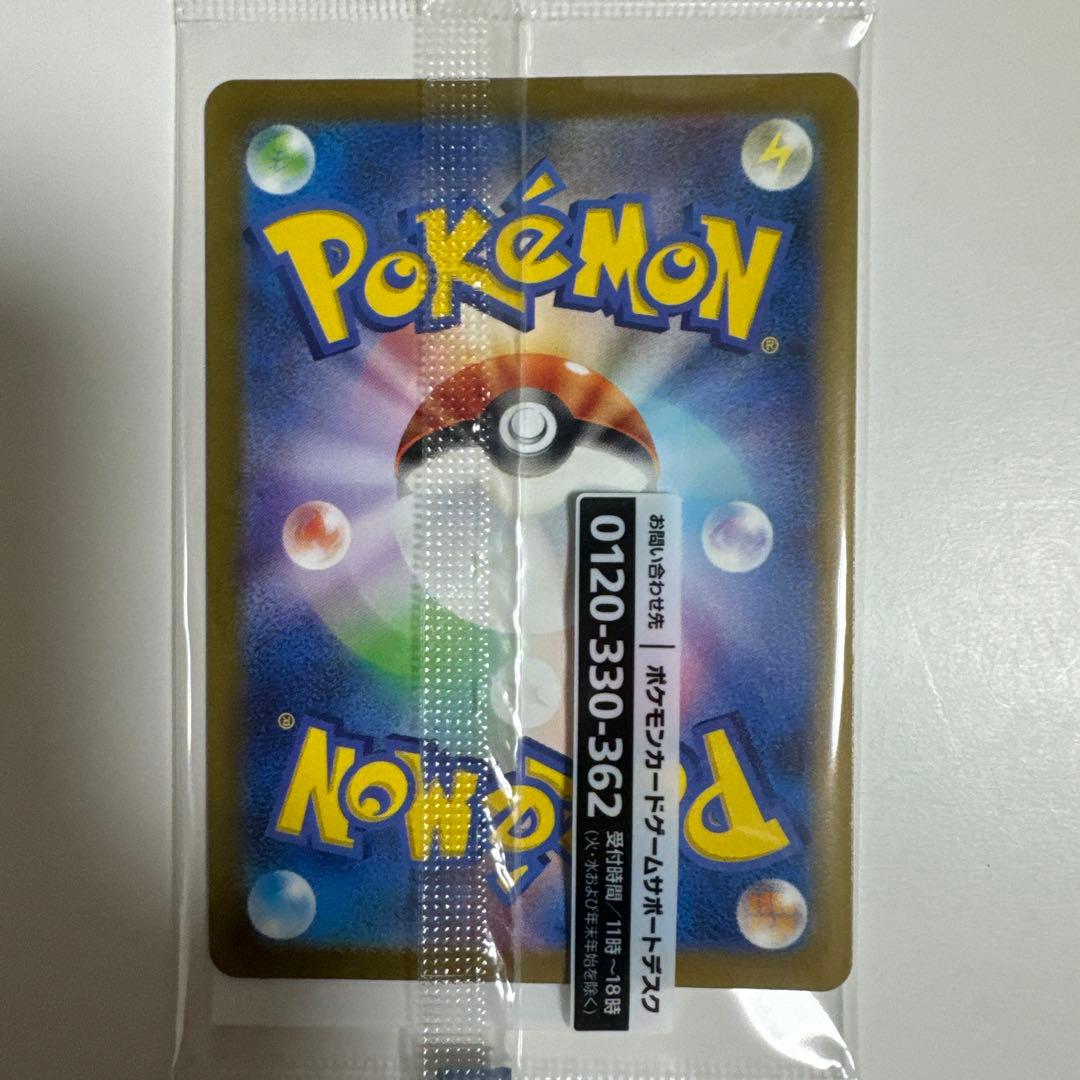 POKéMON
®
お問い合わせ先 | ポケモンカードゲームサポートデスク
0120-330-362 受付時間/11時~18時
(火・水および年末年始を除く)
POKéMON
®